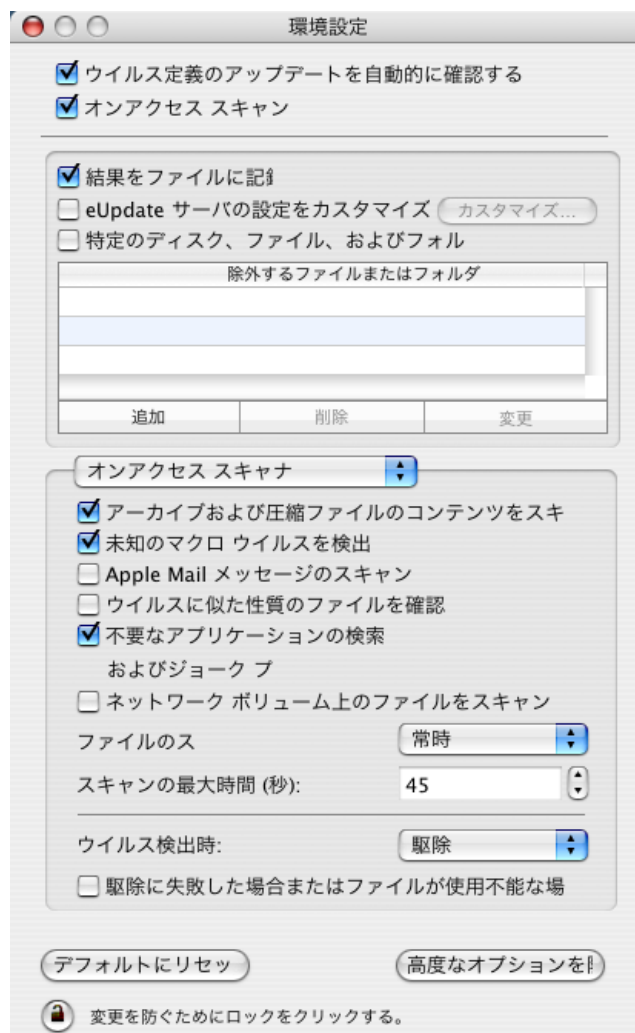 環境設定
ウイルス定義のアップデートを自動的に確認する
オンアクセス スキャン
結果をファイルに記
eUpdate サーバの設定をカスタマイズ
カスタマイズ...
特定のディスク、ファイル、およびフォル
除外するファイルまたはフォルダ
追加
削除
変更
オンアクセス スキャナ
アーカイブおよび圧縮ファイルのコンテンツをスキ
未知のマクロ ウイルスを検出
Apple Mail メッセージのスキャン
ウイルスに似た性質のファイルを確認
不要なアプリケーションの検索
およびジョーク プ
ネットワーク ボリューム上のファイルをスキャン
ファイルのス
常時
スキャンの最大時間 (秒):
45
ウイルス検出時:
駆除
駆除に失敗した場合またはファイルが使用不能な場
デフォルトにリセッ
高度なオプションを
変更を防ぐためにロックをクリックする。